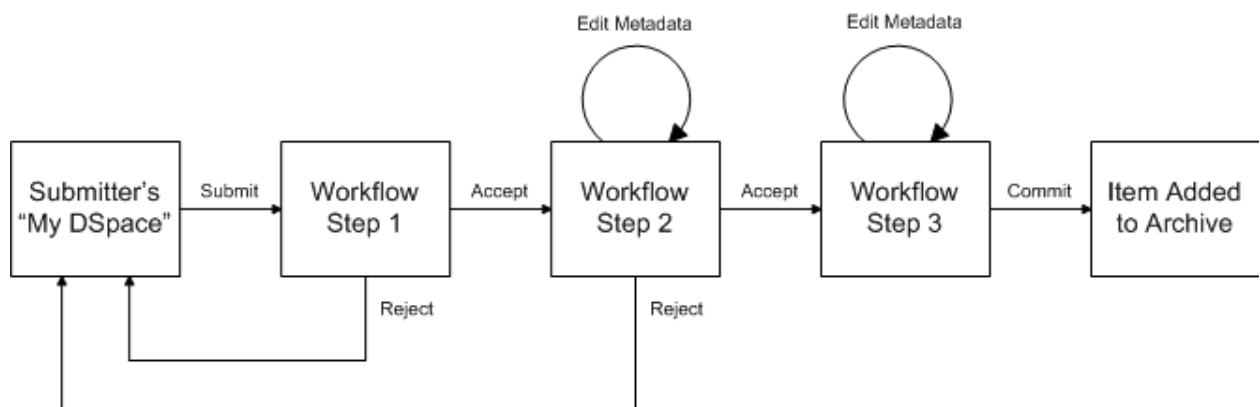 Edit Metadata
Edit Metadata
Submitter’s
“My DSpace”
Submit
Workflow
Step 1
Accept
Workflow
Step 2
Accept
Workflow
Step 3
Commit
Item Added
to Archive
Reject
Reject